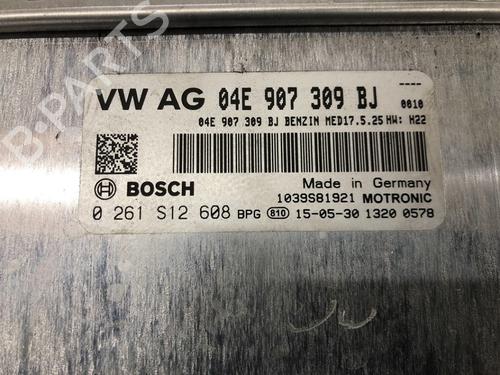 B-PARTS
----
VW AG 04E 907 309 BJ 0010
04E 907 309 BJ BENZIN MED17.5.25 HW: H22
BOSCH
Made in Germany
1039S81921 MOTRONIC
0 261 S12 608 BPG 810 15-05-30 1320 0578